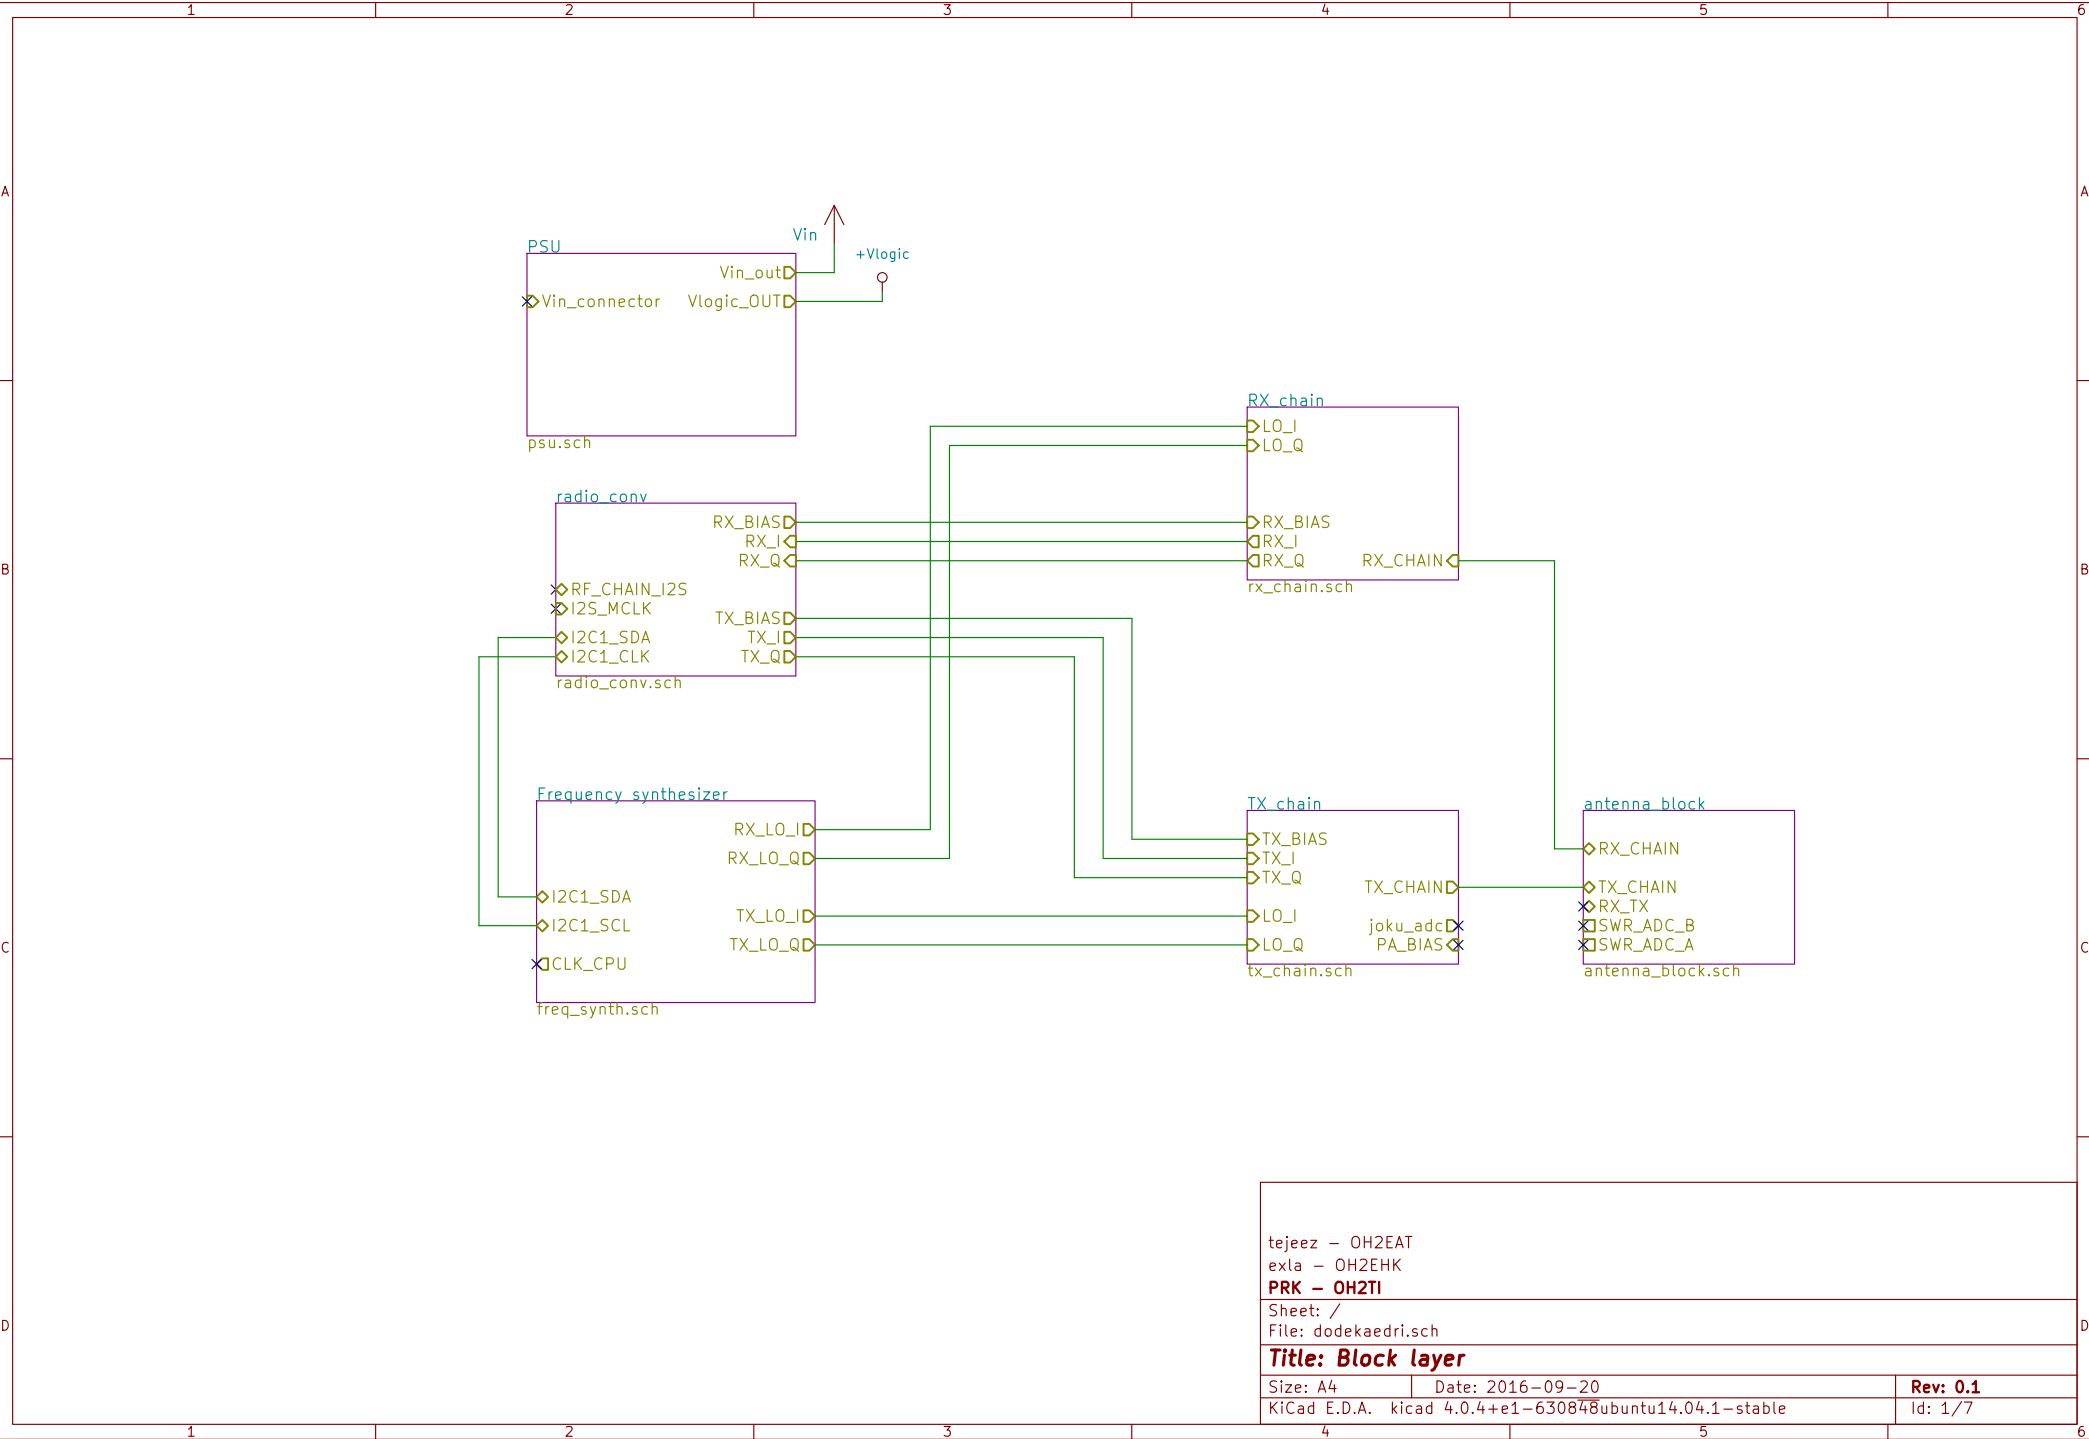 1 2 3 4 5 6
A A
Vin
+Vlogic
PSU
Vin_out
Vin_connector Vlogic_OUT
psu.sch
RX_chain
LO_I
LO_Q
RX_BIAS
RX_I
RX_Q RX_CHAIN
rx_chain.sch
radio_conv
RX_BIAS
RX_I
RX_Q
RF_CHAIN_I2S
I2S_MCLK
TX_BIAS
I2C1_SDA TX_I
I2C1_CLK TX_Q
radio_conv.sch
B B
Frequency synthesizer
RX_LO_I
RX_LO_Q
I2C1_SDA
TX_LO_I
I2C1_SCL
TX_LO_Q
CLK_CPU
freq_synth.sch
TX_chain
TX_BIAS
TX_I
TX_Q
TX_CHAIN
LO_I
joku_adc
LO_Q PA_BIAS
tx_chain.sch
antenna_block
RX_CHAIN
TX_CHAIN
RX_TX
SWR_ADC_B
SWR_ADC_A
antenna_block.sch
C C
tejeez - OH2EAT
exla - OH2EHK
PRK - OH2TI
Sheet: /
File: dodekaedri.sch
Title: Block layer
Size: A4 Date: 2016-09-20 Rev: 0.1
KiCad E.D.A. kicad 4.0.4+e1-630848ubuntu14.04.1-stable Id: 1/7
D D
1 2 3 4 5 6